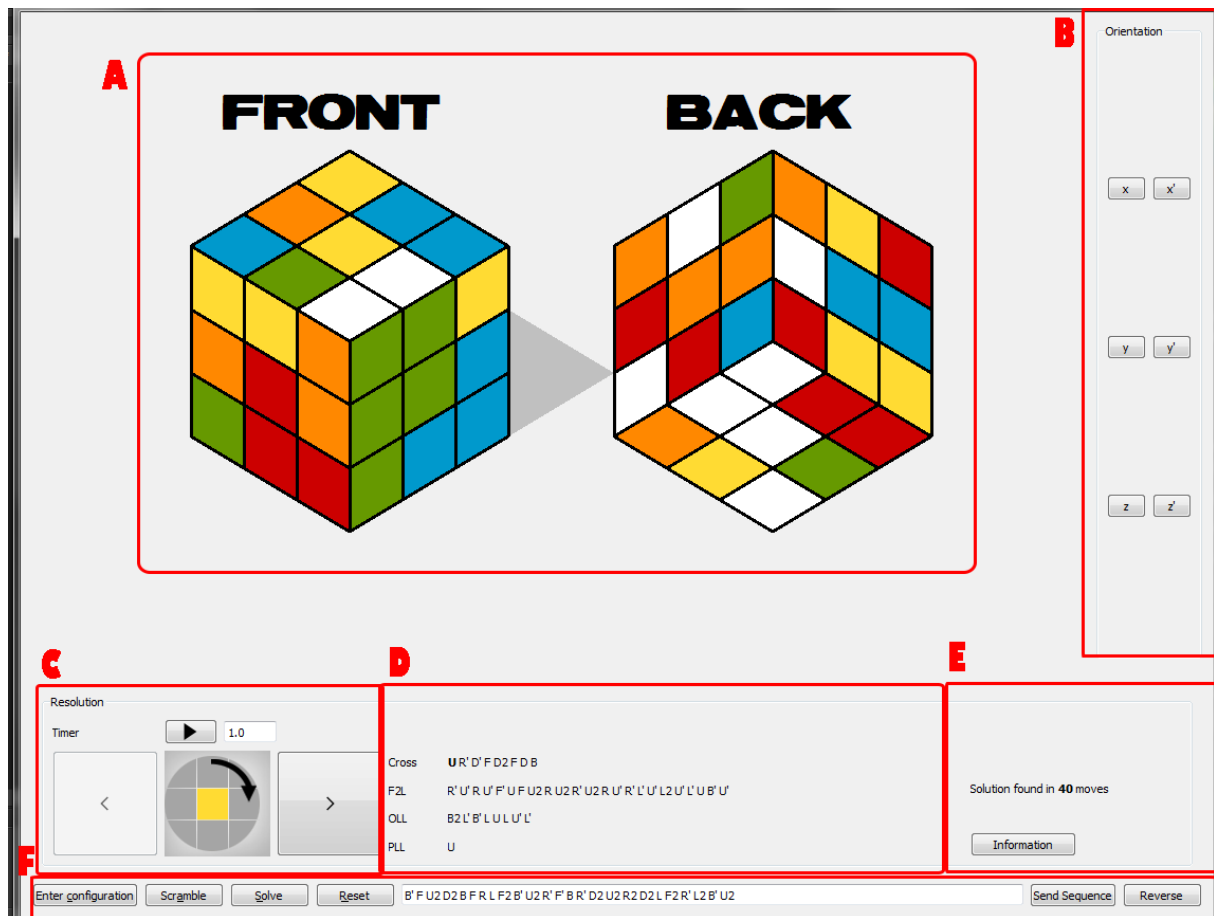 A
B
Orientation
FRONT BACK
x x'
y y'
z z'
C
D
E
Resolution
Timer 1.0
< >
Cross U R' D' F D2 F D B
F2L R' U' R U' F' U F U2 R U2 R' U2 R U' R' L' U' L2 U' L' U B' U'
OLL B2 L' B' L U L U' L'
PLL U
Solution found in 40 moves
Information
F
Enter configuration Scramble Solve Reset B' F U2 D2 B F R L F2 B' U2 R' F' B R' D2 U2 R2 D2 L F2 R' L2 B' U2 Send Sequence Reverse